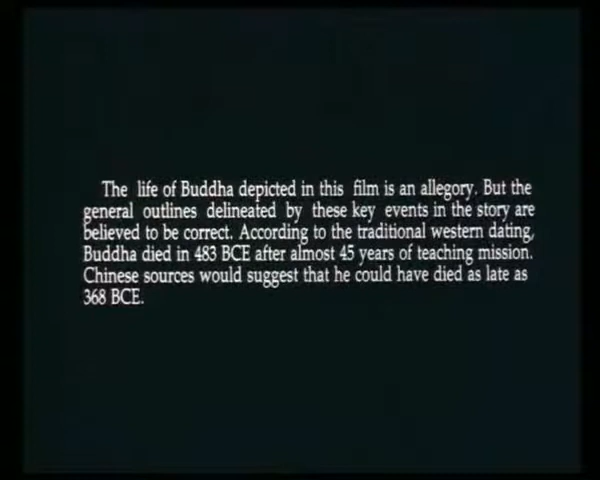 The life of Buddha depicted in this film is an allegory. But the
general outlines delineated by these key events in the story are
believed to be correct. According to the traditional western dating,
Buddha died in 483 BCE after almost 45 years of teaching mission.
Chinese sources would suggest that he could have died as late as
368 BCE.